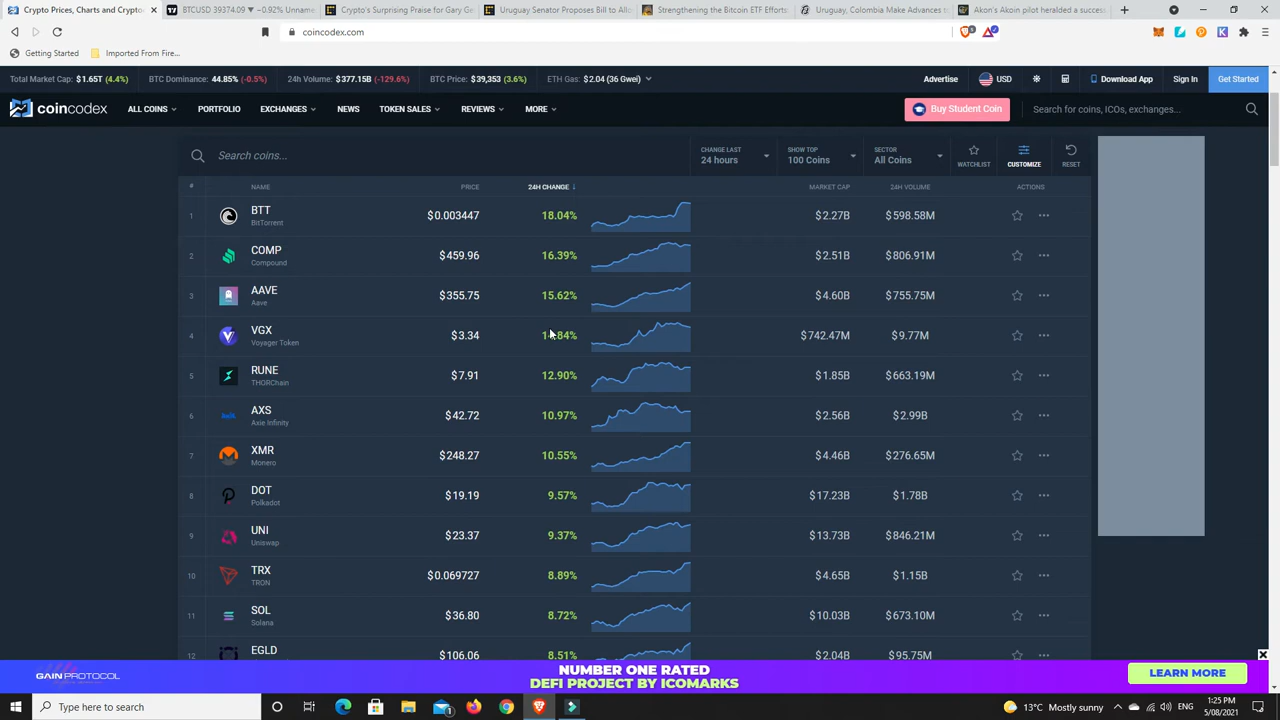 Crypto Prices, Charts and Cryptoc
BTCUSD 39374.09 −0.92% Unnam
Crypto's Surprising Praise for Gary Ge
Uruguay Senator Proposes Bill to Allo
Strengthening the Bitcoin ETF Efforts
Uruguay, Colombia Make Advances to
Akon's Akoin pilot heralded a success
coincodex.com
Getting Started
Imported From Fire...
Total Market Cap: $1.65T (4.4%)
BTC Dominance: 44.85% (-0.5%)
24h Volume: $377.15B (-129.6%)
BTC Price: $39,353 (3.6%)
ETH Gas: $2.04 (36 Gwei)
Advertise
USD
Download App
Sign In
Get Started
coincodex
ALL COINS
PORTFOLIO
EXCHANGES
NEWS
TOKEN SALES
REVIEWS
MORE
Buy Student Coin
Search for coins, ICOs, exchanges...
Search coins...
CHANGE LAST
24 hours
SHOW TOP
100 Coins
SECTOR
All Coins
WATCHLIST
CUSTOMIZE
RESET
# NAME PRICE 24H CHANGE ↓ MARKET CAP 24H VOLUME ACTIONS
1 BTT $0.003447 18.04% $2.27B $598.58M
BitTorrent
2 COMP $459.96 16.39% $2.51B $806.91M
Compound
3 AAVE $355.75 15.62% $4.60B $755.75M
Aave
4 VGX $3.34 $742.47M $9.77M
Voyager Token
5 RUNE $7.91 12.90% $1.85B $663.19M
THORChain
6 AXS $42.72 10.97% $2.56B $2.99B
Axie Infinity
7 XMR $248.27 10.55% $4.46B $276.65M
Monero
8 DOT $19.19 9.57% $17.23B $1.78B
Polkadot
9 UNI $23.37 9.37% $13.73B $846.21M
Uniswap
10 TRX $0.069727 8.89% $4.65B $1.15B
TRON
11 SOL $36.80 8.72% $10.03B $673.10M
Solana
12 EGLD $106.06 8.51% $2.04B $95.75M
GAIN PROTOCOL
NUMBER ONE RATED
DEFI PROJECT BY ICOMARKS
LEARN MORE
Type here to search
13°C Mostly sunny
1:25 PM
5/08/2021